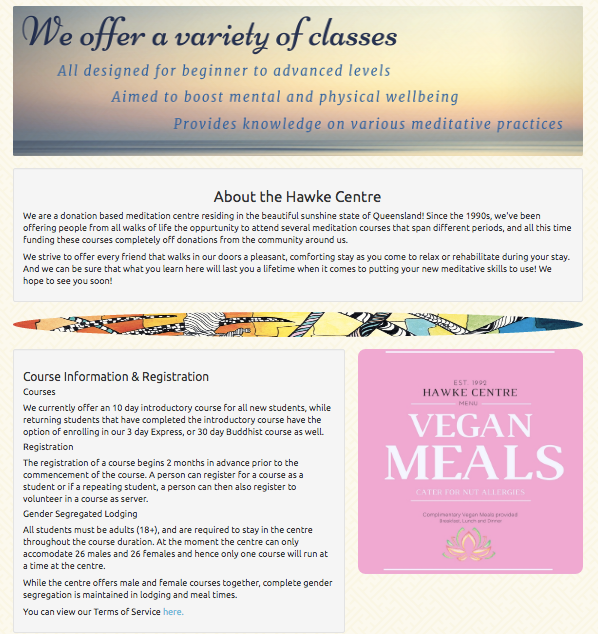 We offer a variety of classes
All designed for beginner to advanced levels
Aimed to boost mental and physical wellbeing
Provides knowledge on various meditative practices
About the Hawke Centre
We are a donation based meditation centre residing in the beautiful sunshine state of Queensland! Since the 1990s, we've been
offering people from all walks of life the oppurtunity to attend several meditation courses that span different periods, and all this time
funding these courses completely off donations from the community around us.
We strive to offer every friend that walks in our doors a pleasant, comforting stay as you come to relax or rehabilitate during your stay.
And we can be sure that what you learn here will last you a lifetime when it comes to putting your new meditative skills to use! We
hope to see you soon!
Course Information & Registration
Courses
We currently offer an 10 day introductory course for all new students, while
returning students that have completed the introductory course have the
option of enrolling in our 3 day Express, or 30 day Buddhist course as well.
Registration
The registration of a course begins 2 months in advance prior to the
commencement of the course. A person can register for a course as a
student or if a repeating student, a person can then also register to
volunteer in a course as server.
Gender Segregated Lodging
All students must be adults (18+), and are required to stay in the centre
throughout the course duration. At the moment the centre can only
accomodate 26 males and 26 females and hence only one course will run at
a time at the centre.
While the centre offers male and female courses together, complete gender
segregation is maintained in lodging and meal times.
You can view our Terms of Service here.
EST. 1990
HAWKE CENTRE
MENU
VEGAN
MEALS
CATER FOR NUT ALLERGIES
Complimentary Vegan Meals provided
Breakfast, Lunch and Dinner